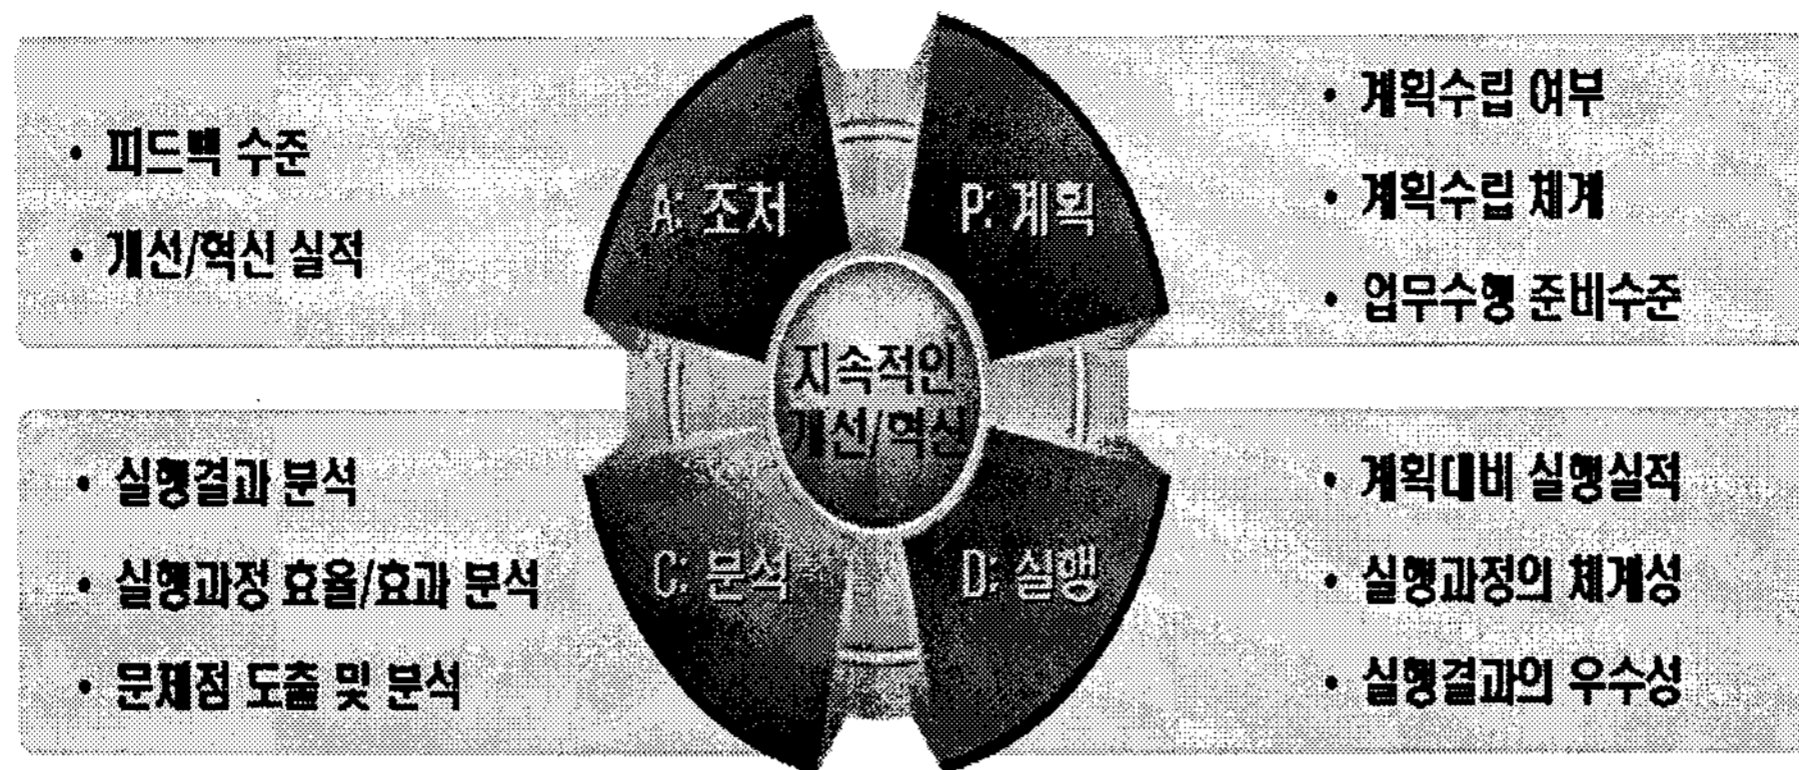 • 피드백 수준
• 개선/혁신 실적
A: 조처
P: 계획
• 계획수립 여부
• 계획수립 체계
• 업무수행 준비수준
지속적인
개선/혁신
• 실행결과 분석
• 실행과정 효율/효과 분석
• 문제점 도출 및 분석
C: 분석
D: 실행
• 계획대비 실행실적
• 실행과정의 체계성
• 실행결과의 우수성